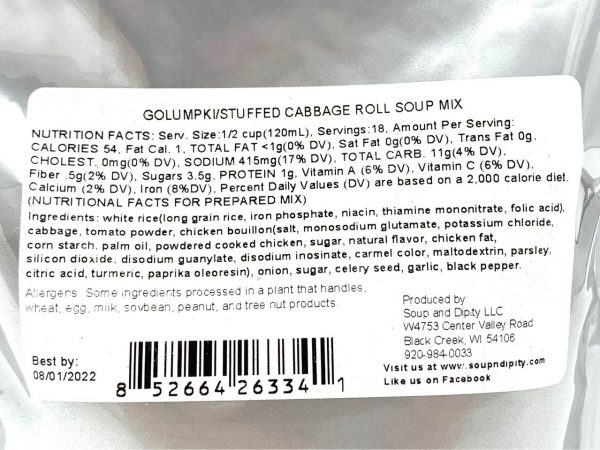 GOLUMPKI/STUFFED CABBAGE ROLL SOUP MIX
NUTRITION FACTS: Serv. Size:1/2 cup(120mL), Servings:18, Amount Per Serving:
CALORIES 54, Fat Cal. 1, TOTAL FAT <1g(0% DV), Sat Fat 0g(0% DV), Trans Fat 0g.
CHOLEST. 0mg(0% DV), SODIUM 415mg(17% DV), TOTAL CARB. 11g(4% DV),
Fiber .5g(2% DV), Sugars 3.5g, PROTEIN 1g, Vitamin A (6% DV), Vitamin C (6% DV),
Calcium (2% DV), Iron (8%DV), Percent Daily Values (DV) are based on a 2,000 calorie diet.
(NUTRITIONAL FACTS FOR PREPARED MIX)
Ingredients: white rice(long grain rice, iron phosphate, niacin, thiamine mononitrate, folic acid),
cabbage, tomato powder, chicken bouillon(salt, monosodium glutamate, potassium chloride,
corn starch, palm oil, powdered cooked chicken, sugar, natural flavor, chicken fat,
silicon dioxide, disodium guanylate, disodium inosinate, carmel color, maltodextrin, parsley,
citric acid, turmeric, paprika oleoresin), onion, sugar, celery seed, garlic, black pepper.
Allergens: Some ingredients processed in a plant that handles,
wheat, egg, milk, soybean, peanut, and tree nut products.
Produced by:
Soup and Dipity LLC
W4753 Center Valley Road
Black Creek, WI 54106
920-984-0033
Visit us at www.soupndipity.com
Like us on Facebook
Best by:
08/01/2022
8 52664 26334 1